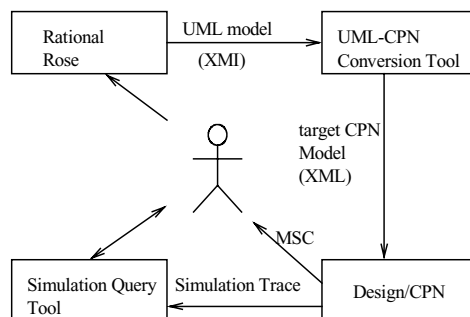 Rational
Rose
UML model
(XMI)
UML-CPN
Conversion Tool
target CPN
Model
(XML)
MSC
Simulation Query
Tool
Simulation Trace
Design/CPN